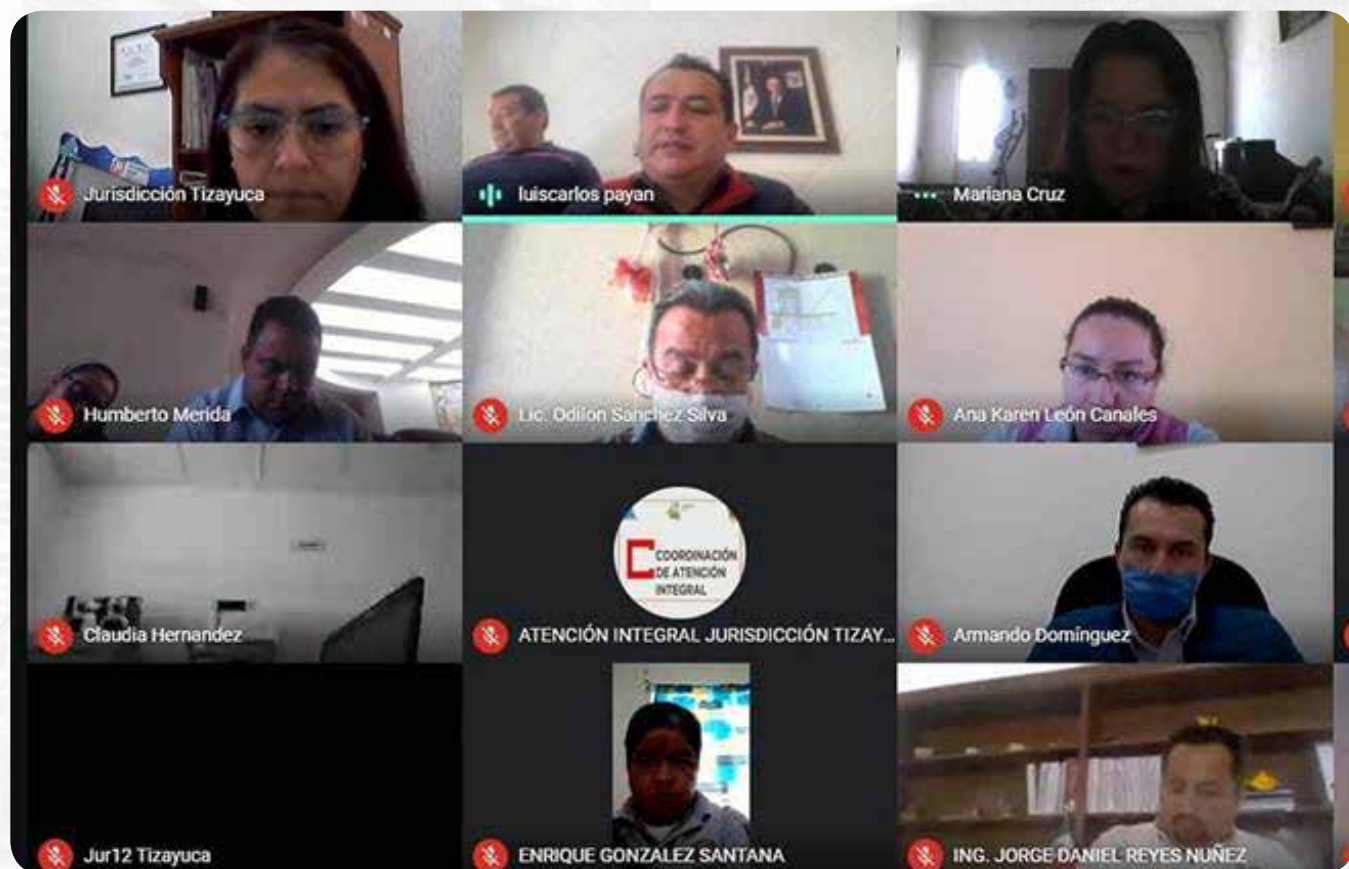 Jurisdicción Tizayuca
luiscarlos payan
Mariana Cruz
Humberto Merida
Lic. Odilon Sánchez Silva
Ana Karen León Canales
Claudia Hernandez
COORDINACIÓN
DE ATENCIÓN
INTEGRAL
ATENCIÓN INTEGRAL JURISDICCIÓN TIZAY...
Armando Domínguez
Jur12 Tizayuca
ENRIQUE GONZALEZ SANTANA
ING. JORGE DANIEL REYES NUÑEZ